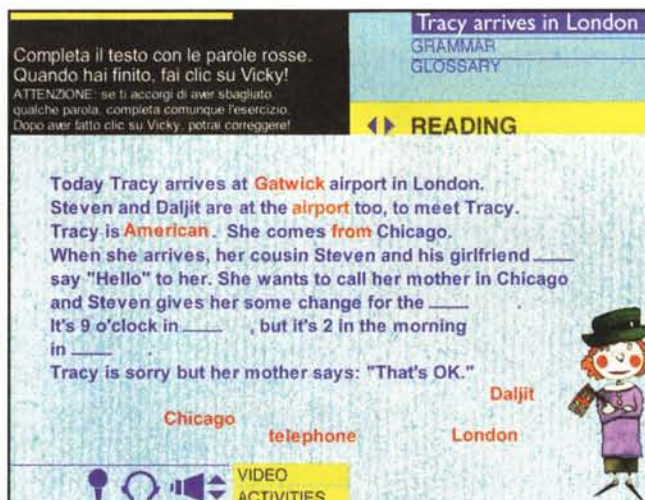 Tracy arrives in London
GRAMMAR
GLOSSARY
Completa il testo con le parole rosse.
Quando hai finito, fai clic su Vicky!
ATTENZIONE: se ti accorgi di aver sbagliato
qualche parola, completa comunque l'esercizio.
Dopo aver fatto clic su Vicky, potrai correggere!
READING
Today Tracy arrives at Gatwick airport in London.
Steven and Daljit are at the airport too, to meet Tracy.
Tracy is American. She comes from Chicago.
When she arrives, her cousin Steven and his girlfriend ____
say "Hello" to her. She wants to call her mother in Chicago
and Steven gives her some change for the ____ .
It's 9 o'clock in ____ , but it's 2 in the morning
in ____ .
Tracy is sorry but her mother says: "That's OK."
Daljit
Chicago
telephone
London
VIDEO
ACTIVITIES